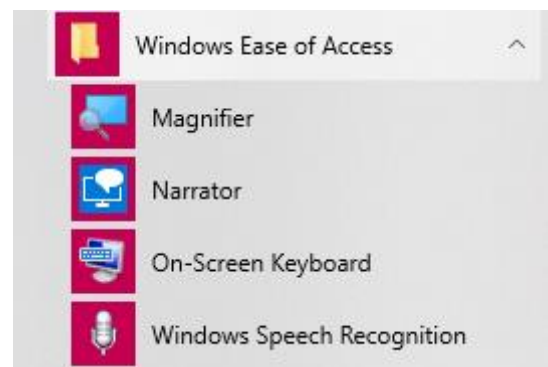 Windows Ease of Access
Magnifier
Narrator
On-Screen Keyboard
Windows Speech Recognition